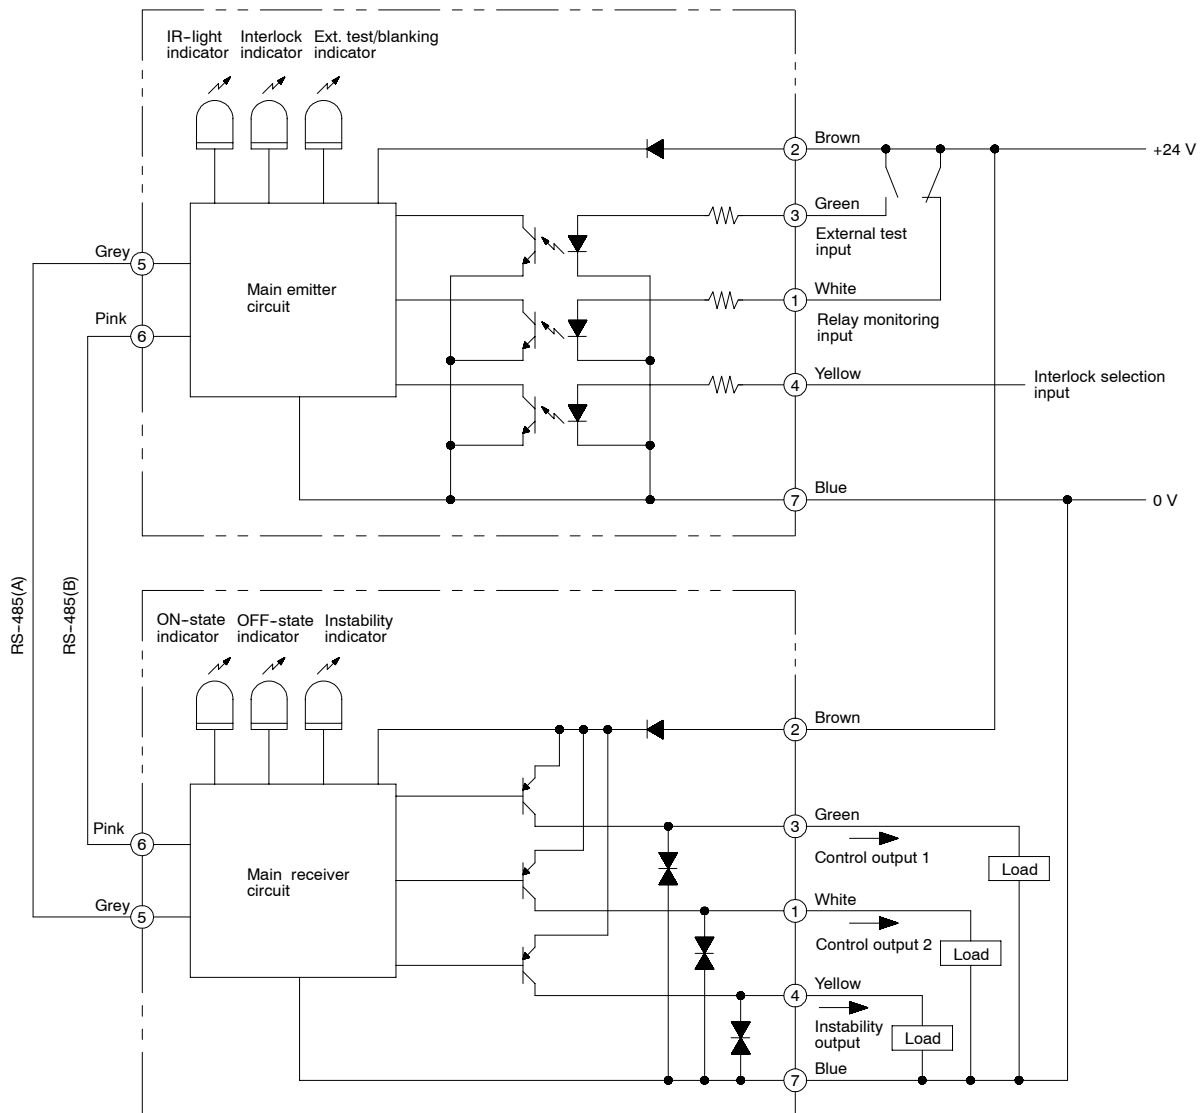 IR-light indicator
Interlock indicator
Ext. test/blanking indicator
2
Brown
+24 V
3
Green
External test input
Grey
5
Main emitter circuit
1
White
Relay monitoring input
Pink
6
4
Yellow
Interlock selection input
7
Blue
0 V
RS-485(A)
RS-485(B)
ON-state indicator
OFF-state indicator
Instability indicator
2
Brown
3
Green
Control output 1
Load
Pink
6
Main receiver circuit
Grey
5
1
White
Control output 2
Load
4
Yellow
Instability output
Load
7
Blue